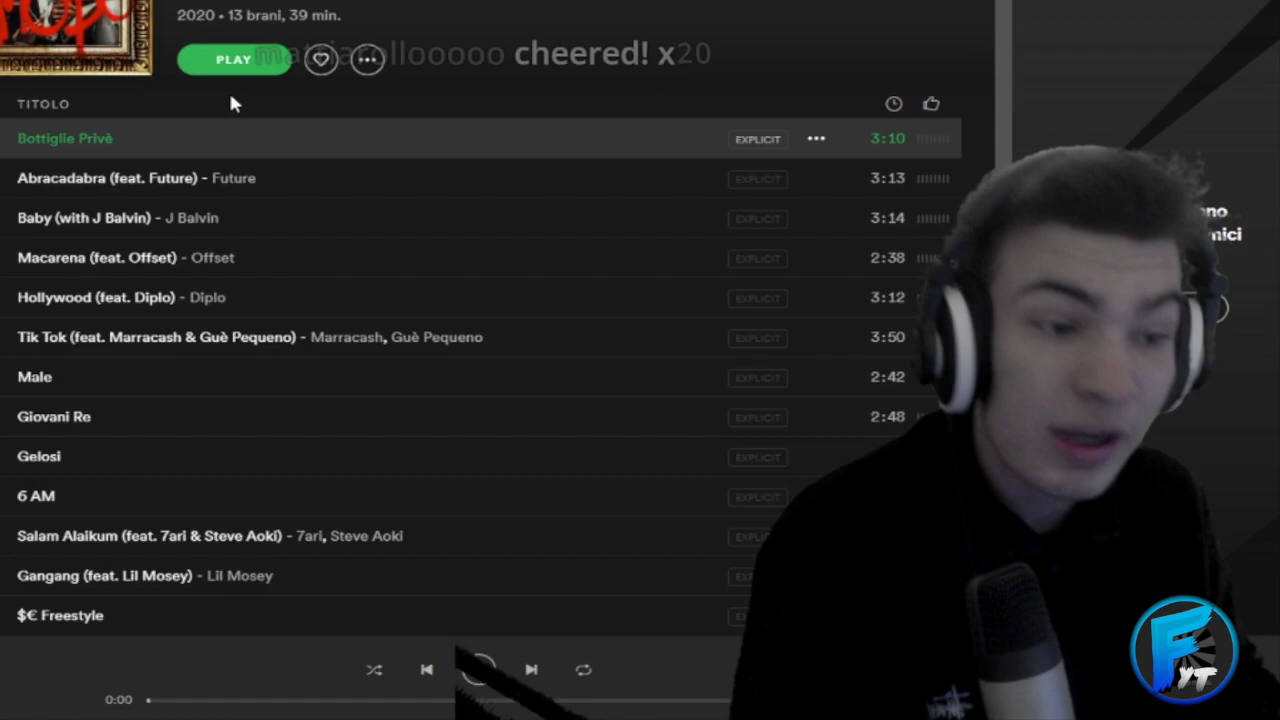 2020 • 13 brani, 39 min.
PLAY
mattiarollooooo cheered! x20
TITOLO
Bottiglie Privè EXPLICIT ••• 3:10
Abracadabra (feat. Future) - Future EXPLICIT 3:13
Baby (with J Balvin) - J Balvin EXPLICIT 3:14
Macarena (feat. Offset) - Offset EXPLICIT 2:38
Hollywood (feat. Diplo) - Diplo EXPLICIT 3:12
Tik Tok (feat. Marracash & Guè Pequeno) - Marracash, Guè Pequeno EXPLICIT 3:50
Male EXPLICIT 2:42
Giovani Re EXPLICIT 2:48
Gelosi EXPLICIT
6 AM EXPLICIT
Salam Alaikum (feat. 7ari & Steve Aoki) - 7ari, Steve Aoki
Gangang (feat. Lil Mosey) - Lil Mosey
$€ Freestyle
0:00
FYT